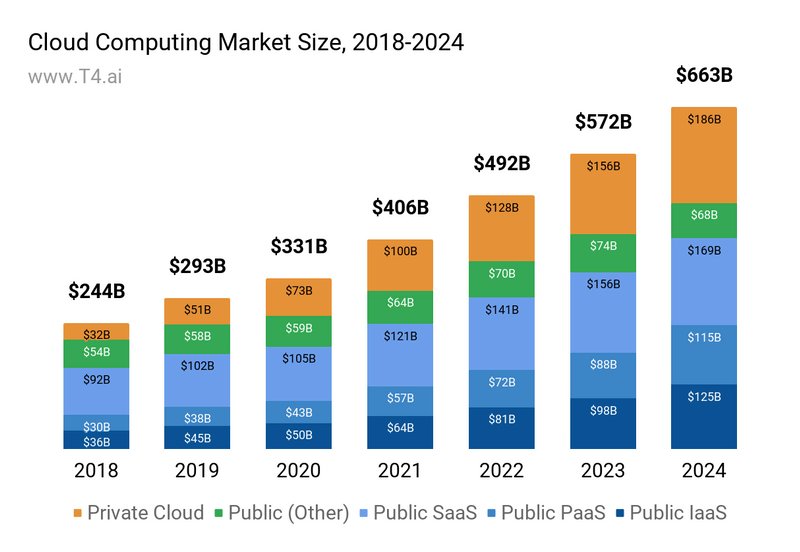 Cloud Computing Market Size, 2018-2024
www.T4.ai
$244B
$32B
$54B
$92B
$30B
$36B
2018
$293B
$51B
$58B
$102B
$38B
$45B
2019
$331B
$73B
$59B
$105B
$43B
$50B
2020
$406B
$100B
$64B
$121B
$57B
$64B
2021
$492B
$128B
$70B
$141B
$72B
$81B
2022
$572B
$156B
$74B
$156B
$88B
$98B
2023
$663B
$186B
$68B
$169B
$115B
$125B
2024
Private Cloud Public (Other) Public SaaS Public PaaS Public IaaS